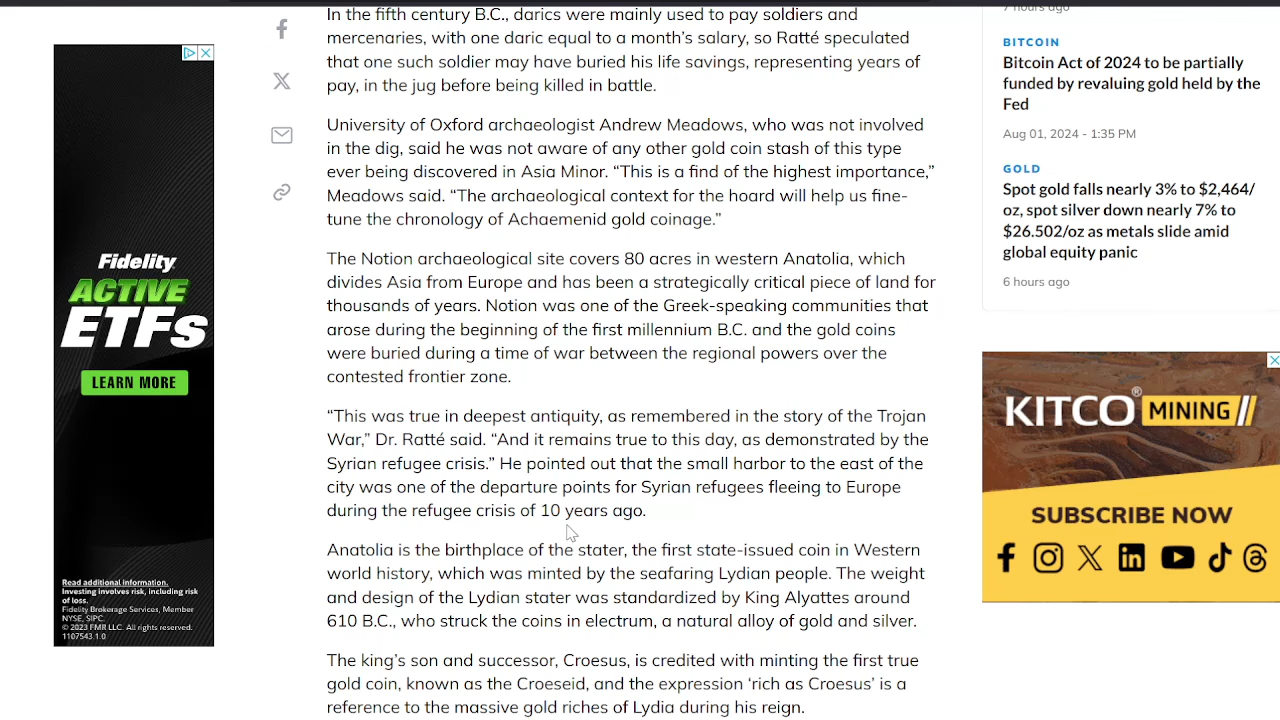 In the fifth century B.C., darics were mainly used to pay soldiers and
mercenaries, with one daric equal to a month's salary, so Ratté speculated
that one such soldier may have buried his life savings, representing years of
pay, in the jug before being killed in battle.
University of Oxford archaeologist Andrew Meadows, who was not involved
in the dig, said he was not aware of any other gold coin stash of this type
ever being discovered in Asia Minor. “This is a find of the highest importance,”
Meadows said. “The archaeological context for the hoard will help us fine-
tune the chronology of Achaemenid gold coinage.”
The Notion archaeological site covers 80 acres in western Anatolia, which
divides Asia from Europe and has been a strategically critical piece of land for
thousands of years. Notion was one of the Greek-speaking communities that
arose during the beginning of the first millennium B.C. and the gold coins
were buried during a time of war between the regional powers over the
contested frontier zone.
“This was true in deepest antiquity, as remembered in the story of the Trojan
War,” Dr. Ratté said. “And it remains true to this day, as demonstrated by the
Syrian refugee crisis.” He pointed out that the small harbor to the east of the
city was one of the departure points for Syrian refugees fleeing to Europe
during the refugee crisis of 10 years ago.
Anatolia is the birthplace of the stater, the first state-issued coin in Western
world history, which was minted by the seafaring Lydian people. The weight
and design of the Lydian stater was standardized by King Alyattes around
610 B.C., who struck the coins in electrum, a natural alloy of gold and silver.
The king's son and successor, Croesus, is credited with minting the first true
gold coin, known as the Croeseid, and the expression ‘rich as Croesus’ is a
reference to the massive gold riches of Lydia during his reign.
Fidelity
ACTIVE
ETFs
LEARN MORE
Read additional information.
Investing involves risk, including risk
of loss.
Fidelity Brokerage Services, Member
NYSE, SIPC.
© 2023 FMR LLC. All rights reserved.
1107543.1.0
7 hours ago
BITCOIN
Bitcoin Act of 2024 to be partially
funded by revaluing gold held by the
Fed
Aug 01, 2024 - 1:35 PM
GOLD
Spot gold falls nearly 3% to $2,464/
oz, spot silver down nearly 7% to
$26.502/oz as metals slide amid
global equity panic
6 hours ago
KITCO® MINING
SUBSCRIBE NOW